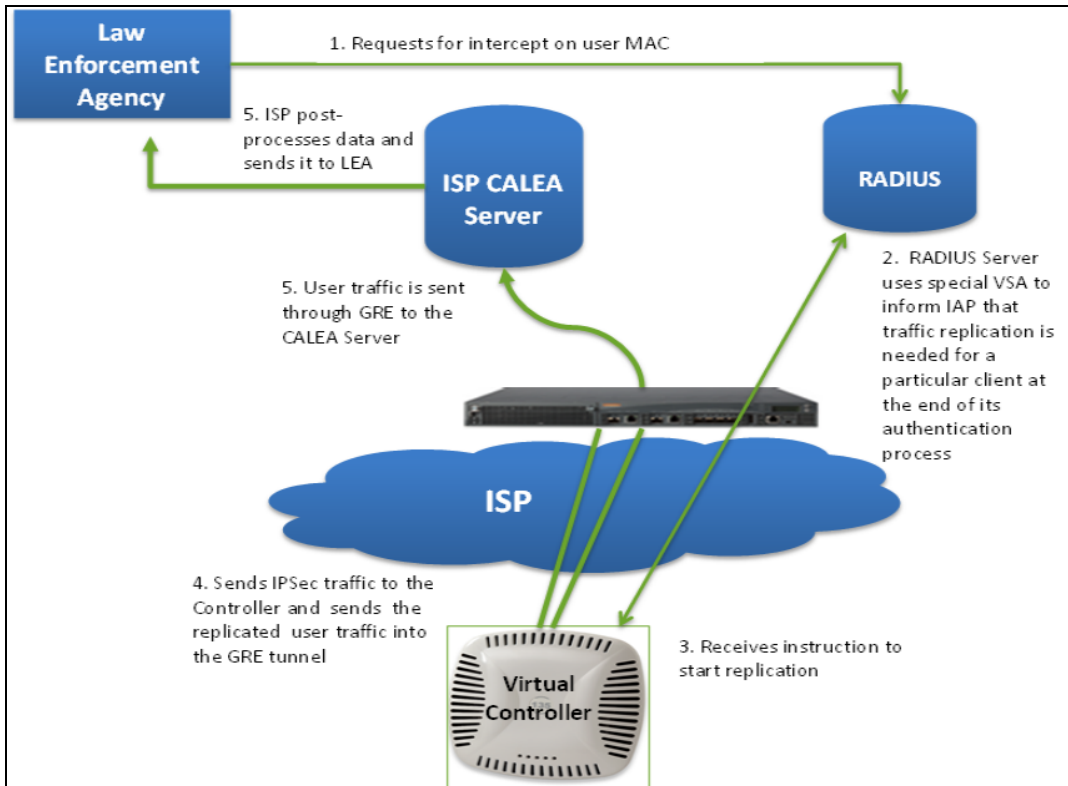 Law
Enforcement
Agency
1. Requests for intercept on user MAC
5. ISP post-
processes data and
sends it to LEA
ISP CALEA
Server
RADIUS
2. RADIUS Server
uses special VSA to
inform IAP that
traffic replication is
needed for a
particular client at
the end of its
authentication
process
5. User traffic is sent
through GRE to the
CALEA Server
ISP
4. Sends IPSec traffic to the
Controller and sends the
replicated user traffic into
the GRE tunnel
3. Receives instruction to
start replication
Virtual
Controller